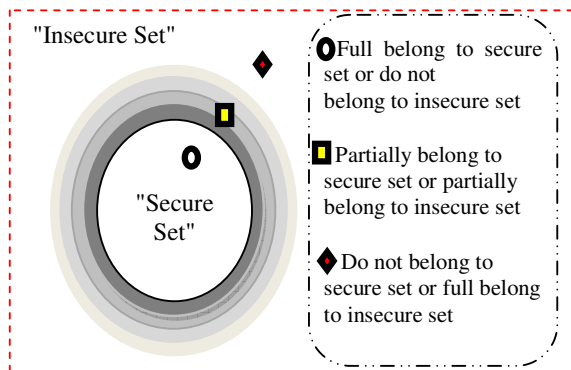 "Insecure Set"
"Secure
Set"
Full belong to secure
set or do not
belong to insecure set
Partially belong to
secure set or partially
belong to insecure set
Do not belong to
secure set or full belong
to insecure set